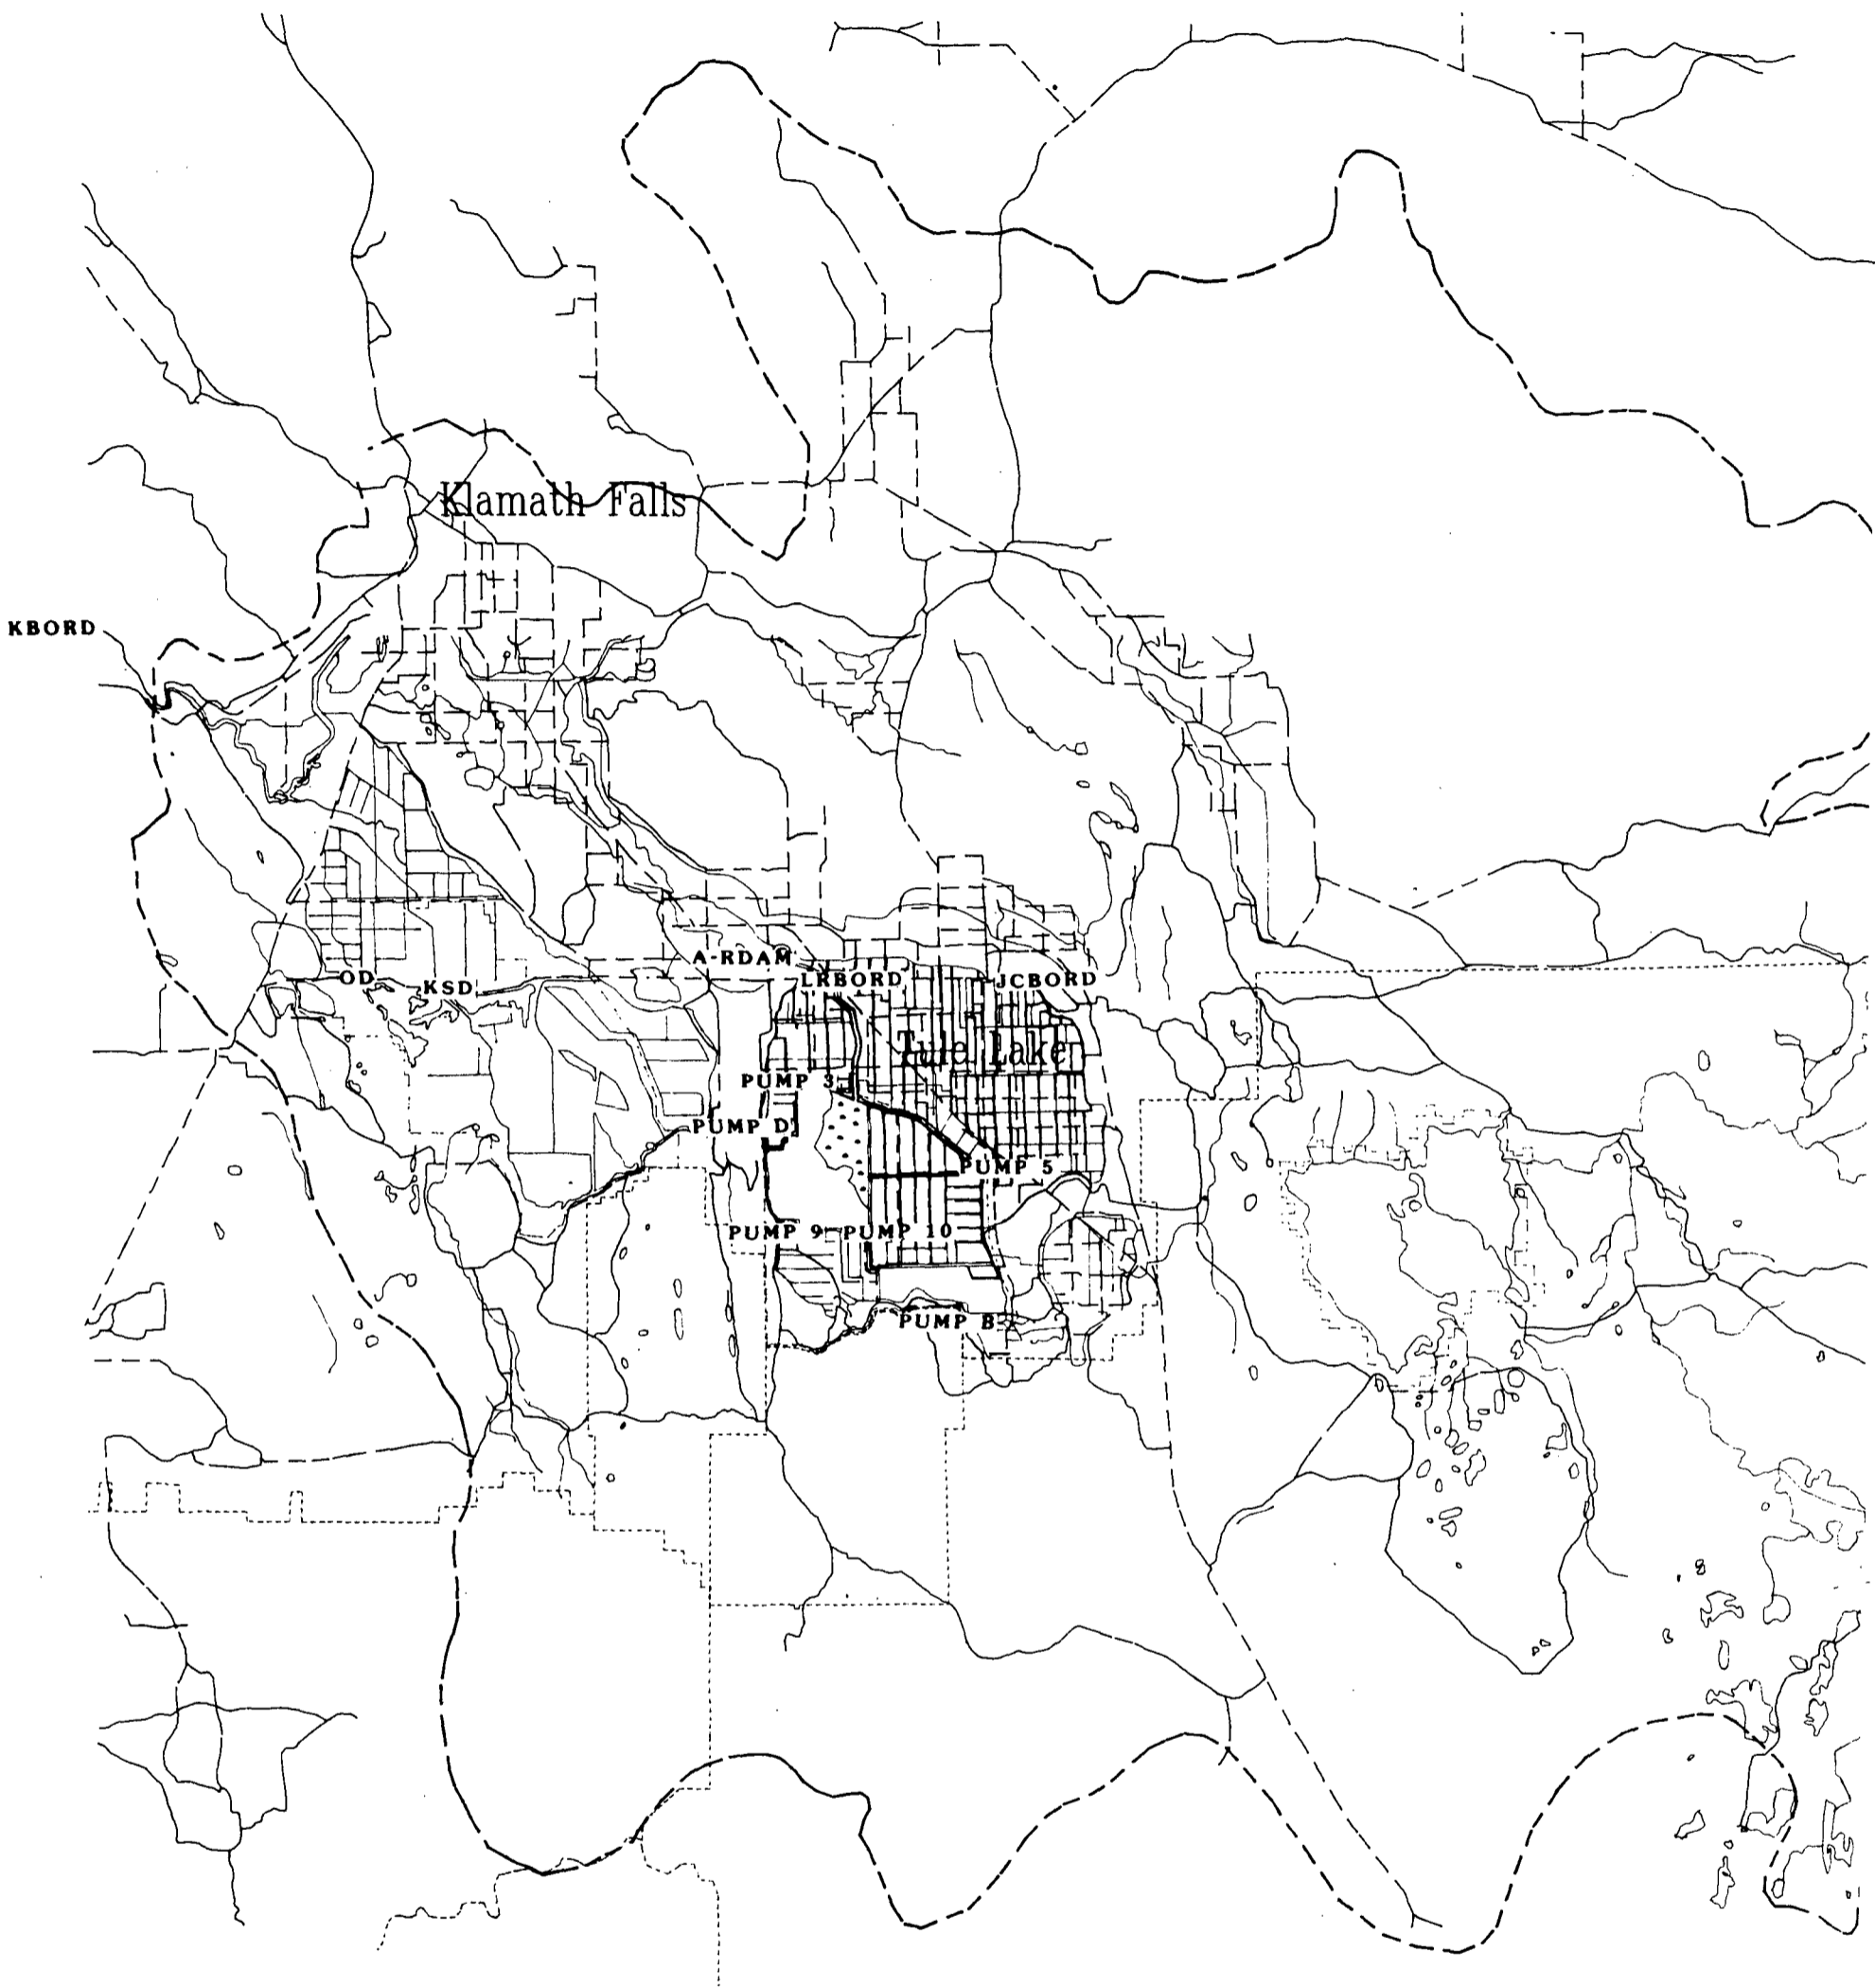 Klamath Falls
KBORD
A-RDAM
OD
KSD
LRBORD
JCBORD
Tule Lake
PUMP 3
PUMP D
PUMP 5
PUMP 9
PUMP 10
PUMP B